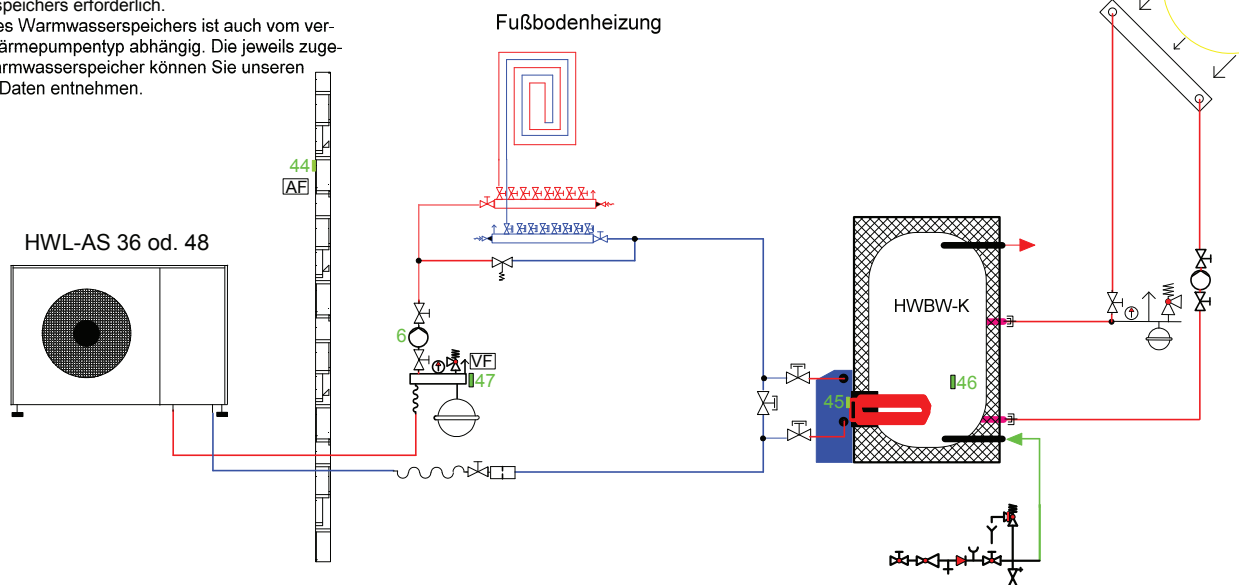 speichers erforderlich.
es Warmwasserspeichers ist auch vom ver-
ärmepumpentyp abhängig. Die jeweils zuge-
armwasserspeicher können Sie unseren
Daten entnehmen.
Fußbodenheizung
44
AF
HWL-AS 36 od. 48
HWBW-K
6
VF
47
46
45